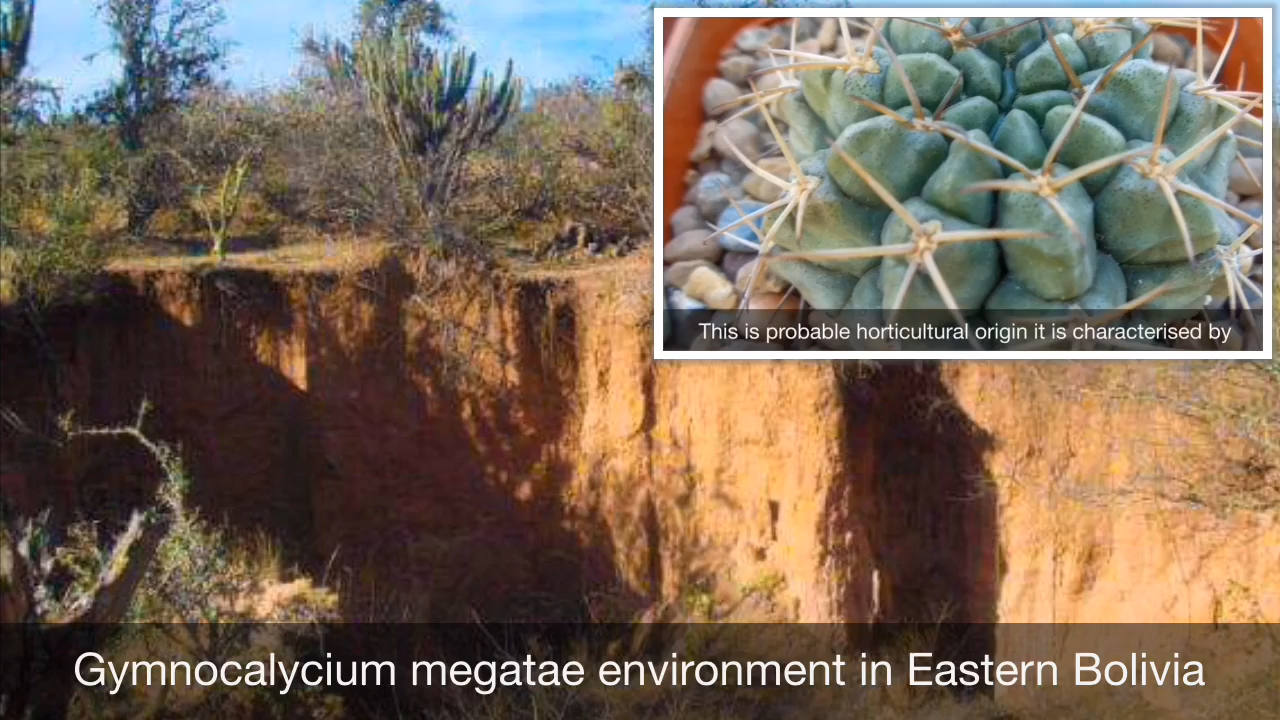 This is probable horticultural origin it is characterised by
Gymnocalycium megatae environment in Eastern Bolivia